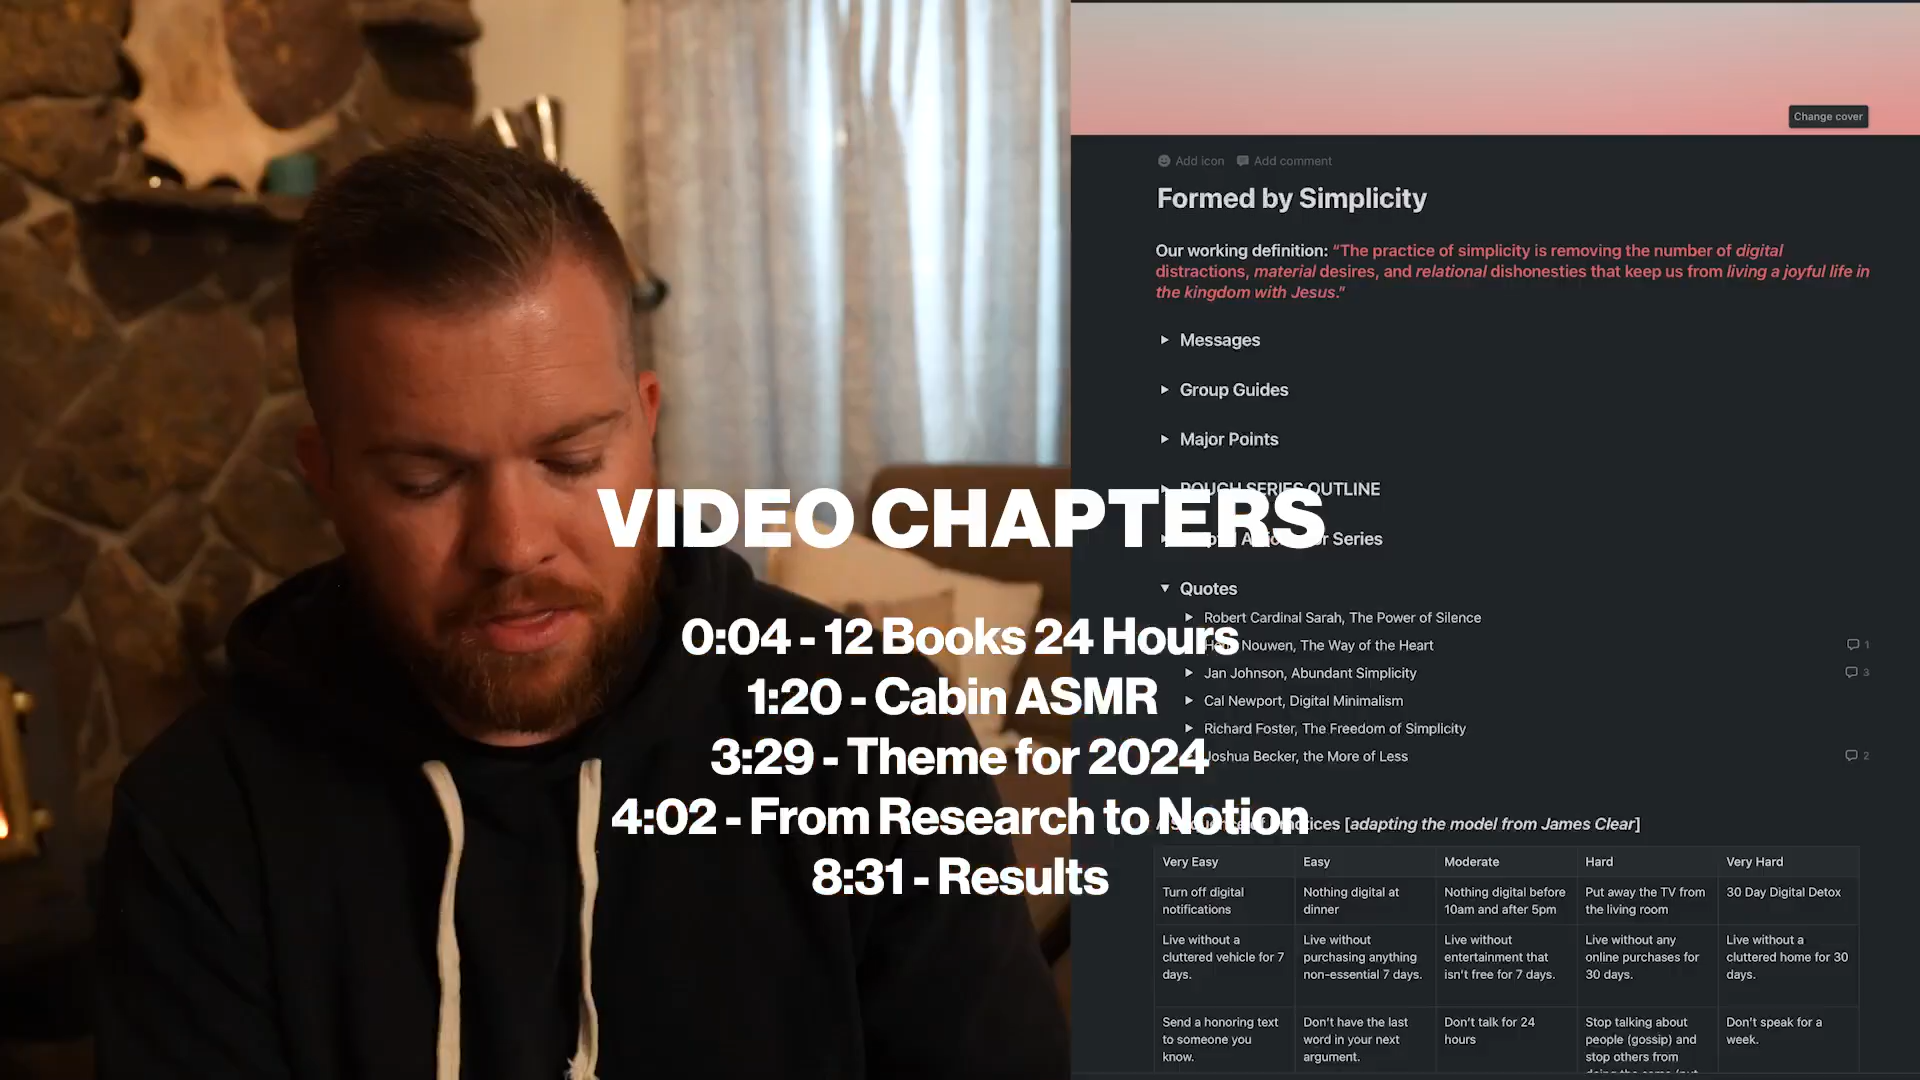 Change cover
Add icon Add comment
Formed by Simplicity
Our working definition: “The practice of simplicity is removing the number of digital
distractions, material desires, and relational dishonesties that keep us from living a joyful life in
the kingdom with Jesus.”
Messages
Group Guides
Major Points
ROUGH SERIES OUTLINE
Series
Quotes
Robert Cardinal Sarah, The Power of Silence
Nouwen, The Way of the Heart 1
Jan Johnson, Abundant Simplicity 3
Cal Newport, Digital Minimalism
Richard Foster, The Freedom of Simplicity
Joshua Becker, the More of Less 2
[adapting the model from James Clear]
Very Easy Easy Moderate Hard Very Hard
Turn off digital
notifications
Nothing digital at
dinner
Nothing digital before
10am and after 5pm
Put away the TV from
the living room
30 Day Digital Detox
Live without a
cluttered vehicle for 7
days.
Live without
purchasing anything
non-essential 7 days.
Live without
entertainment that
isn't free for 7 days.
Live without any
online purchases for
30 days.
Live without a
cluttered home for 30
days.
Send a honoring text
to someone you
know.
Don't have the last
word in your next
argument.
Don't talk for 24
hours
Stop talking about
people (gossip) and
stop others from
Don't speak for a
week.
VIDEO CHAPTERS
0:04 - 12 Books 24 Hours
1:20 - Cabin ASMR
3:29 - Theme for 2024
4:02 - From Research to Notion
8:31 - Results